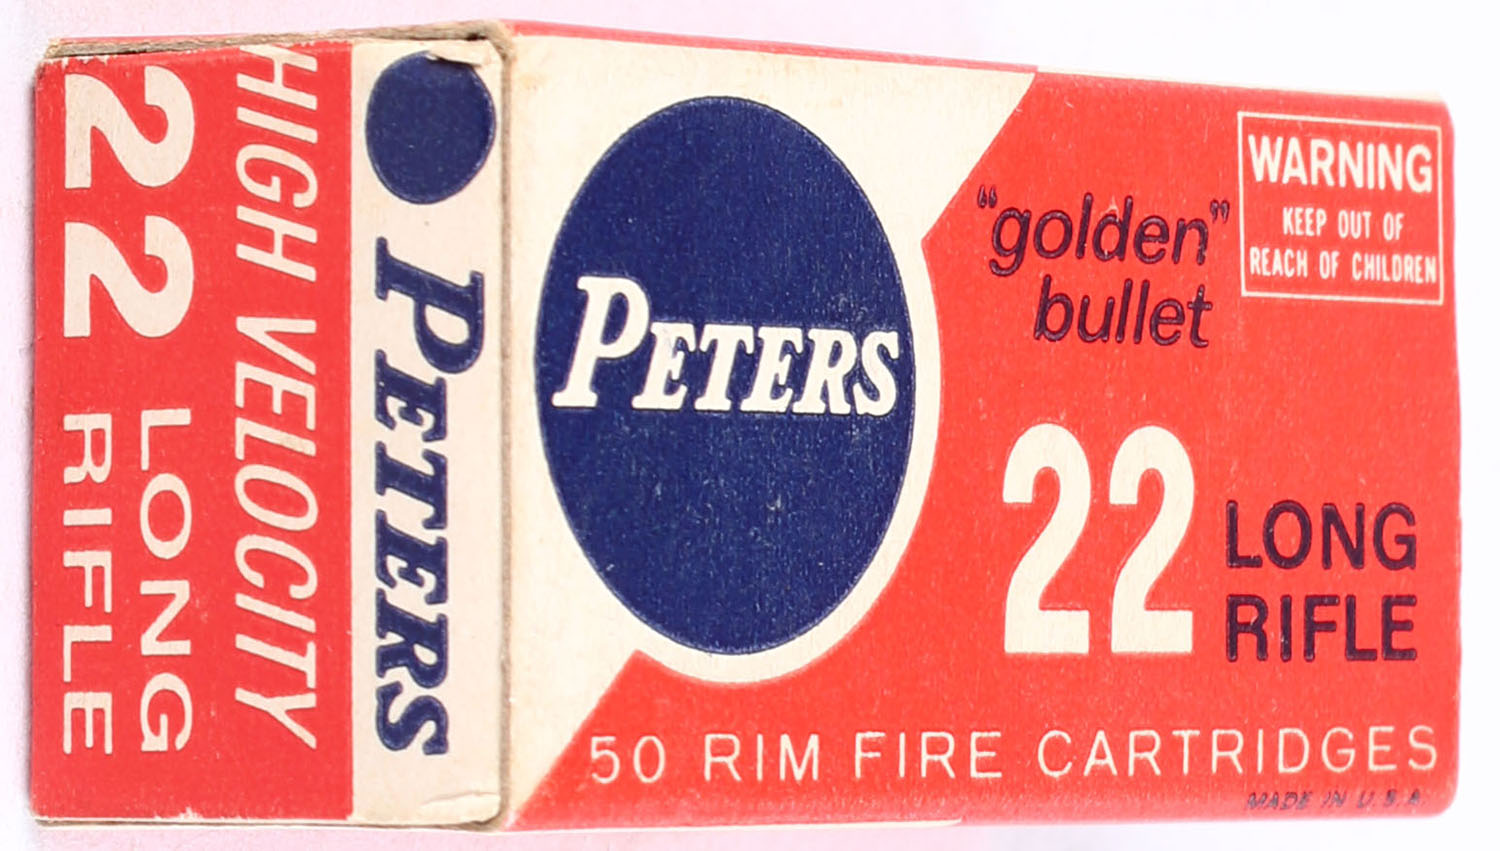 PETERS
"golden"
bullet
WARNING
KEEP OUT OF
REACH OF CHILDREN
22 LONG
RIFLE
50 RIM FIRE CARTRIDGES
MADE IN U.S.A.
PETERS
HIGH VELOCITY
22 LONG
RIFLE